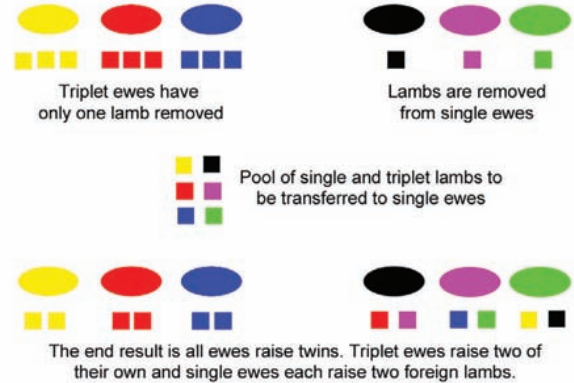 Triplet ewes have
only one lamb removed
Lambs are removed
from single ewes
Pool of single and triplet lambs to
be transferred to single ewes
The end result is all ewes raise twins. Triplet ewes raise two of
their own and single ewes each raise two foreign lambs.